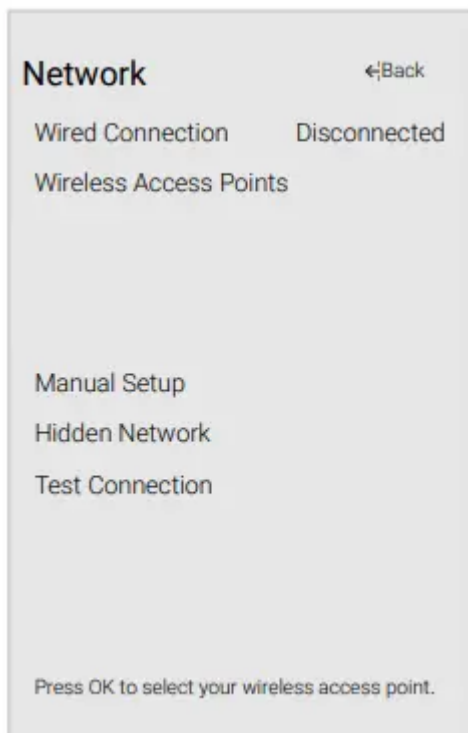 Network
←Back
Wired Connection Disconnected
Wireless Access Points
Manual Setup
Hidden Network
Test Connection
Press OK to select your wireless access point.